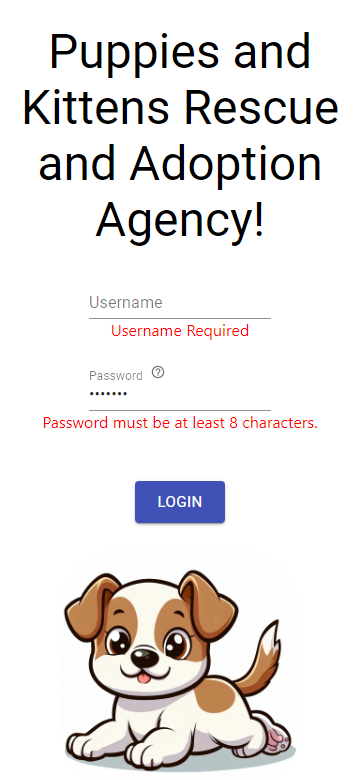 Puppies and
Kittens Rescue
and Adoption
Agency!
Username
Username Required
Password
•••••••
Password must be at least 8 characters.
LOGIN